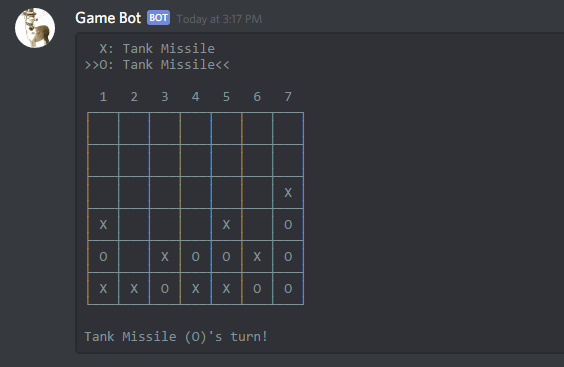 Game Bot BOT Today at 3:17 PM
X: Tank Missile
>>O: Tank Missile<<
1 2 3 4 5 6 7
X
X X O
O X O O X O
X X O X X O O
Tank Missile (O)'s turn!